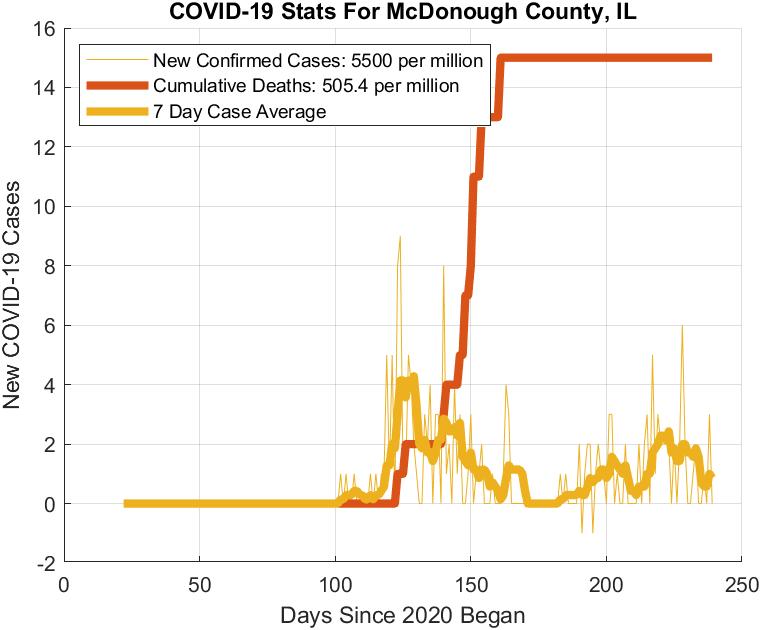 COVID-19 Stats For McDonough County, IL
New Confirmed Cases: 5500 per million
Cumulative Deaths: 505.4 per million
7 Day Case Average
New COVID-19 Cases
16
14
12
10
8
6
4
2
0
-2
0 50 100 150 200 250
Days Since 2020 Began